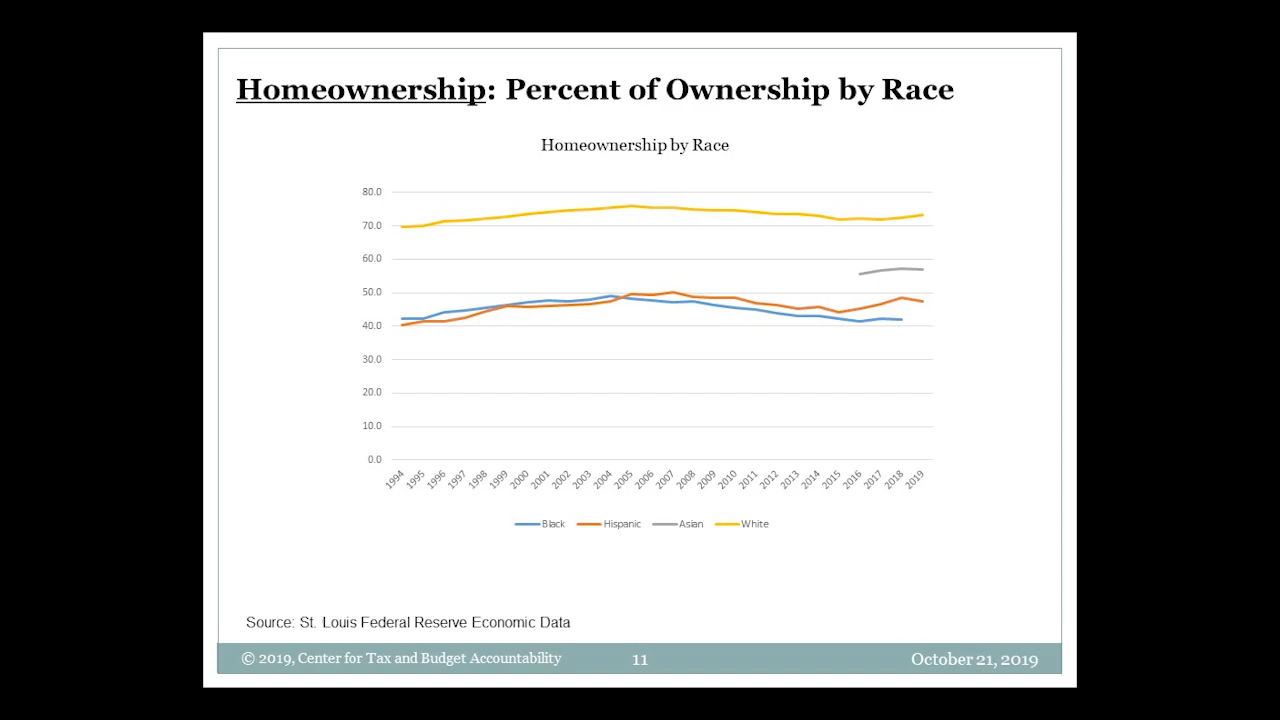 Homeownership: Percent of Ownership by Race
Homeownership by Race
80.0
70.0
60.0
50.0
40.0
30.0
20.0
10.0
0.0
1994 1995 1996 1997 1998 1999 2000 2001 2002 2003 2004 2005 2006 2007 2008 2009 2010 2011 2012 2013 2014 2015 2016 2017 2018 2019
Black Hispanic Asian White
Source: St. Louis Federal Reserve Economic Data
© 2019, Center for Tax and Budget Accountability 11 October 21, 2019